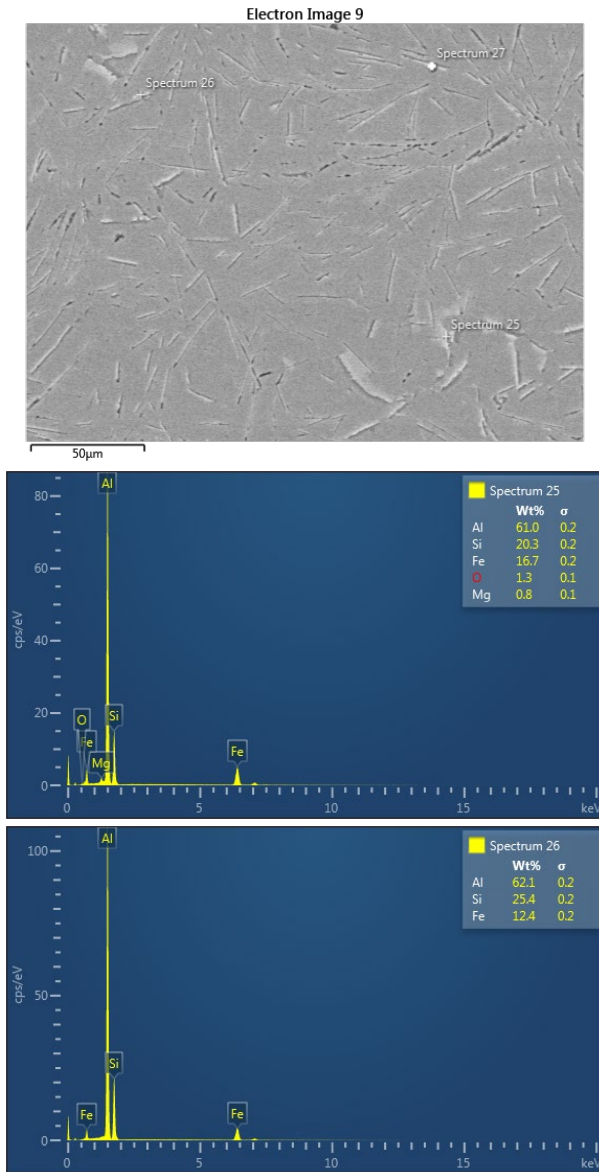 Electron Image 9
Spectrum 27
Spectrum 26
Spectrum 25
50µm
Spectrum 25
Wt% σ
Al 61.0 0.2
Si 20.3 0.2
Fe 16.7 0.2
O 1.3 0.1
Mg 0.8 0.1
cps/eV
80
60
40
20
0
Al
O
Fe
Mg
Si
Fe
0 5 10 15 keV
Spectrum 26
Wt% σ
Al 62.1 0.2
Si 25.4 0.2
Fe 12.4 0.2
cps/eV
100
50
0
Al
Si
Fe
Fe
0 5 10 15 keV